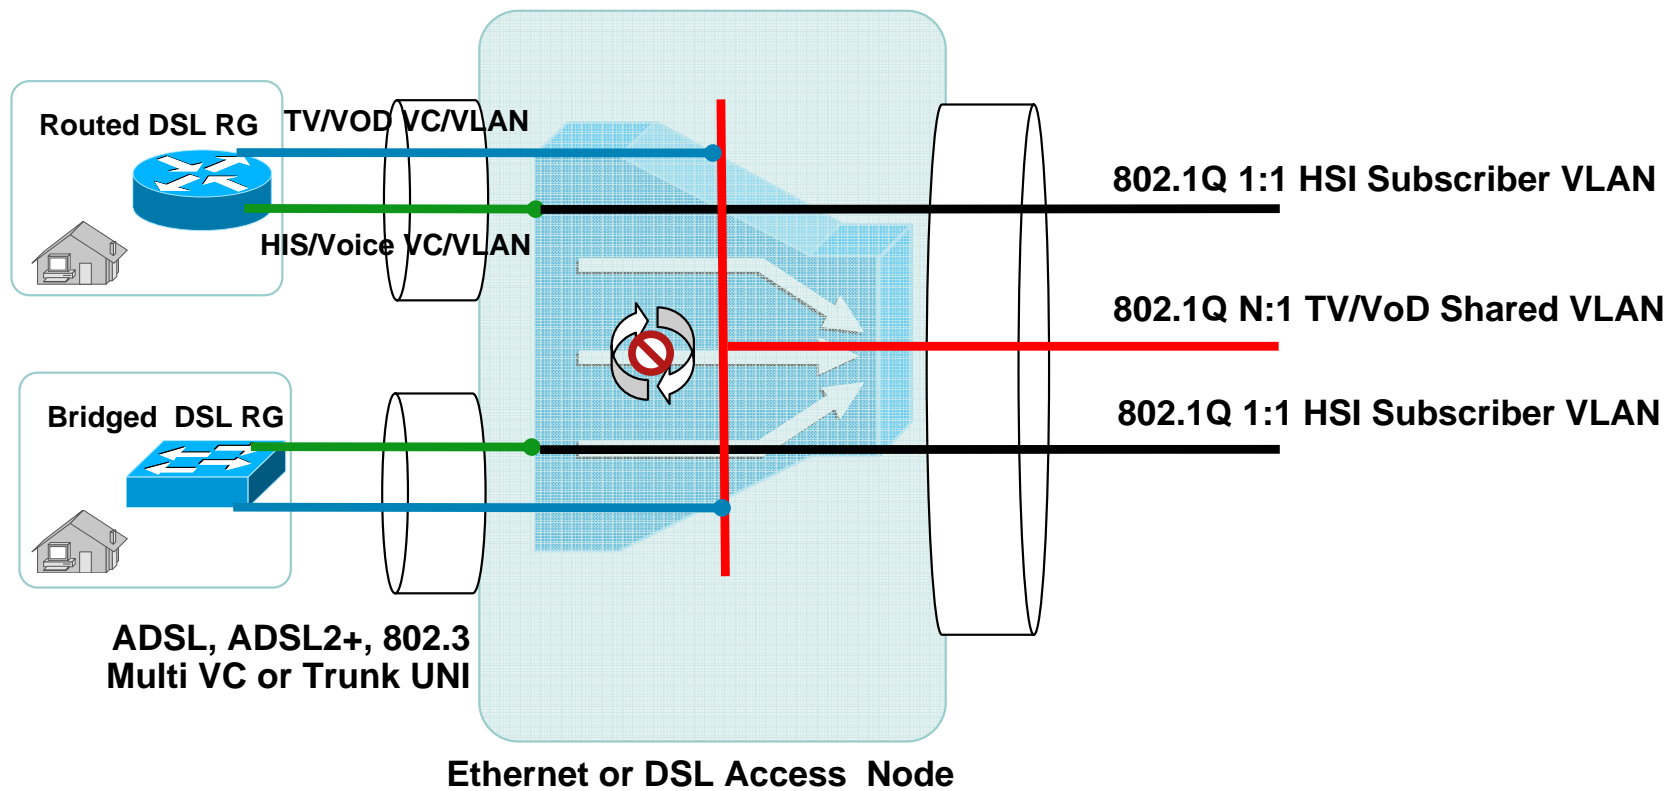 Routed DSL RG
TV/VOD VC/VLAN
HIS/Voice VC/VLAN
802.1Q 1:1 HSI Subscriber VLAN
802.1Q N:1 TV/VoD Shared VLAN
Bridged DSL RG
802.1Q 1:1 HSI Subscriber VLAN
ADSL, ADSL2+, 802.3
Multi VC or Trunk UNI
Ethernet or DSL Access Node